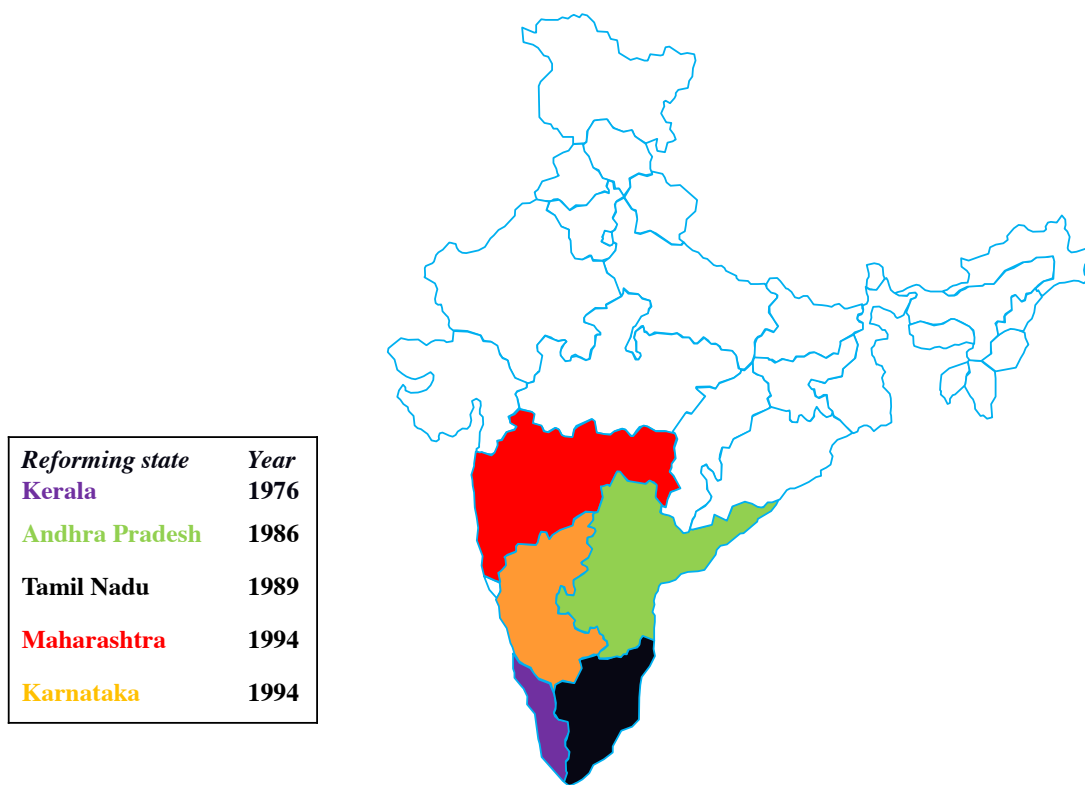 Reforming state Year
Kerala 1976
Andhra Pradesh 1986
Tamil Nadu 1989
Maharashtra 1994
Karnataka 1994